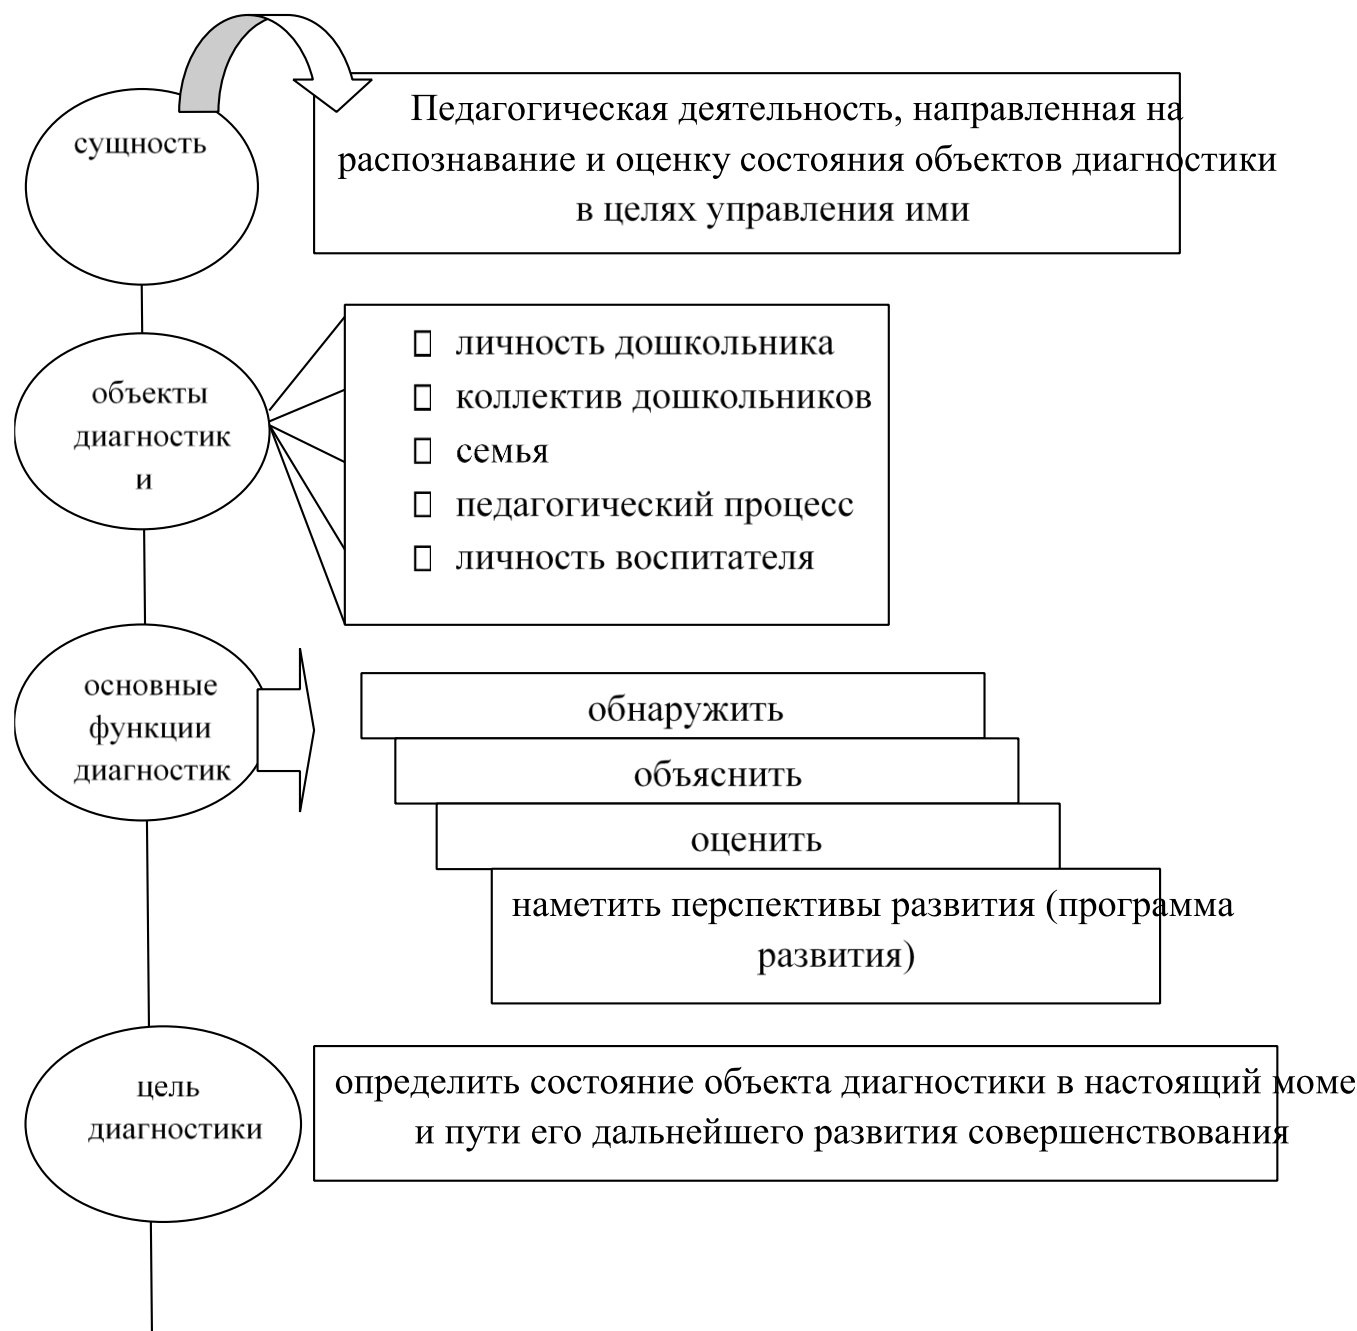 сущность
Педагогическая деятельность, направленная на
распознавание и оценку состояния объектов диагностики
в целях управления ими
объекты
диагностик
и
личность дошкольника
коллектив дошкольников
семья
педагогический процесс
личность воспитателя
основные
функции
диагностик
обнаружить
объяснить
оценить
наметить перспективы развития (программа
развития)
цель
диагностики
определить состояние объекта диагностики в настоящий моме
и пути его дальнейшего развития совершенствования